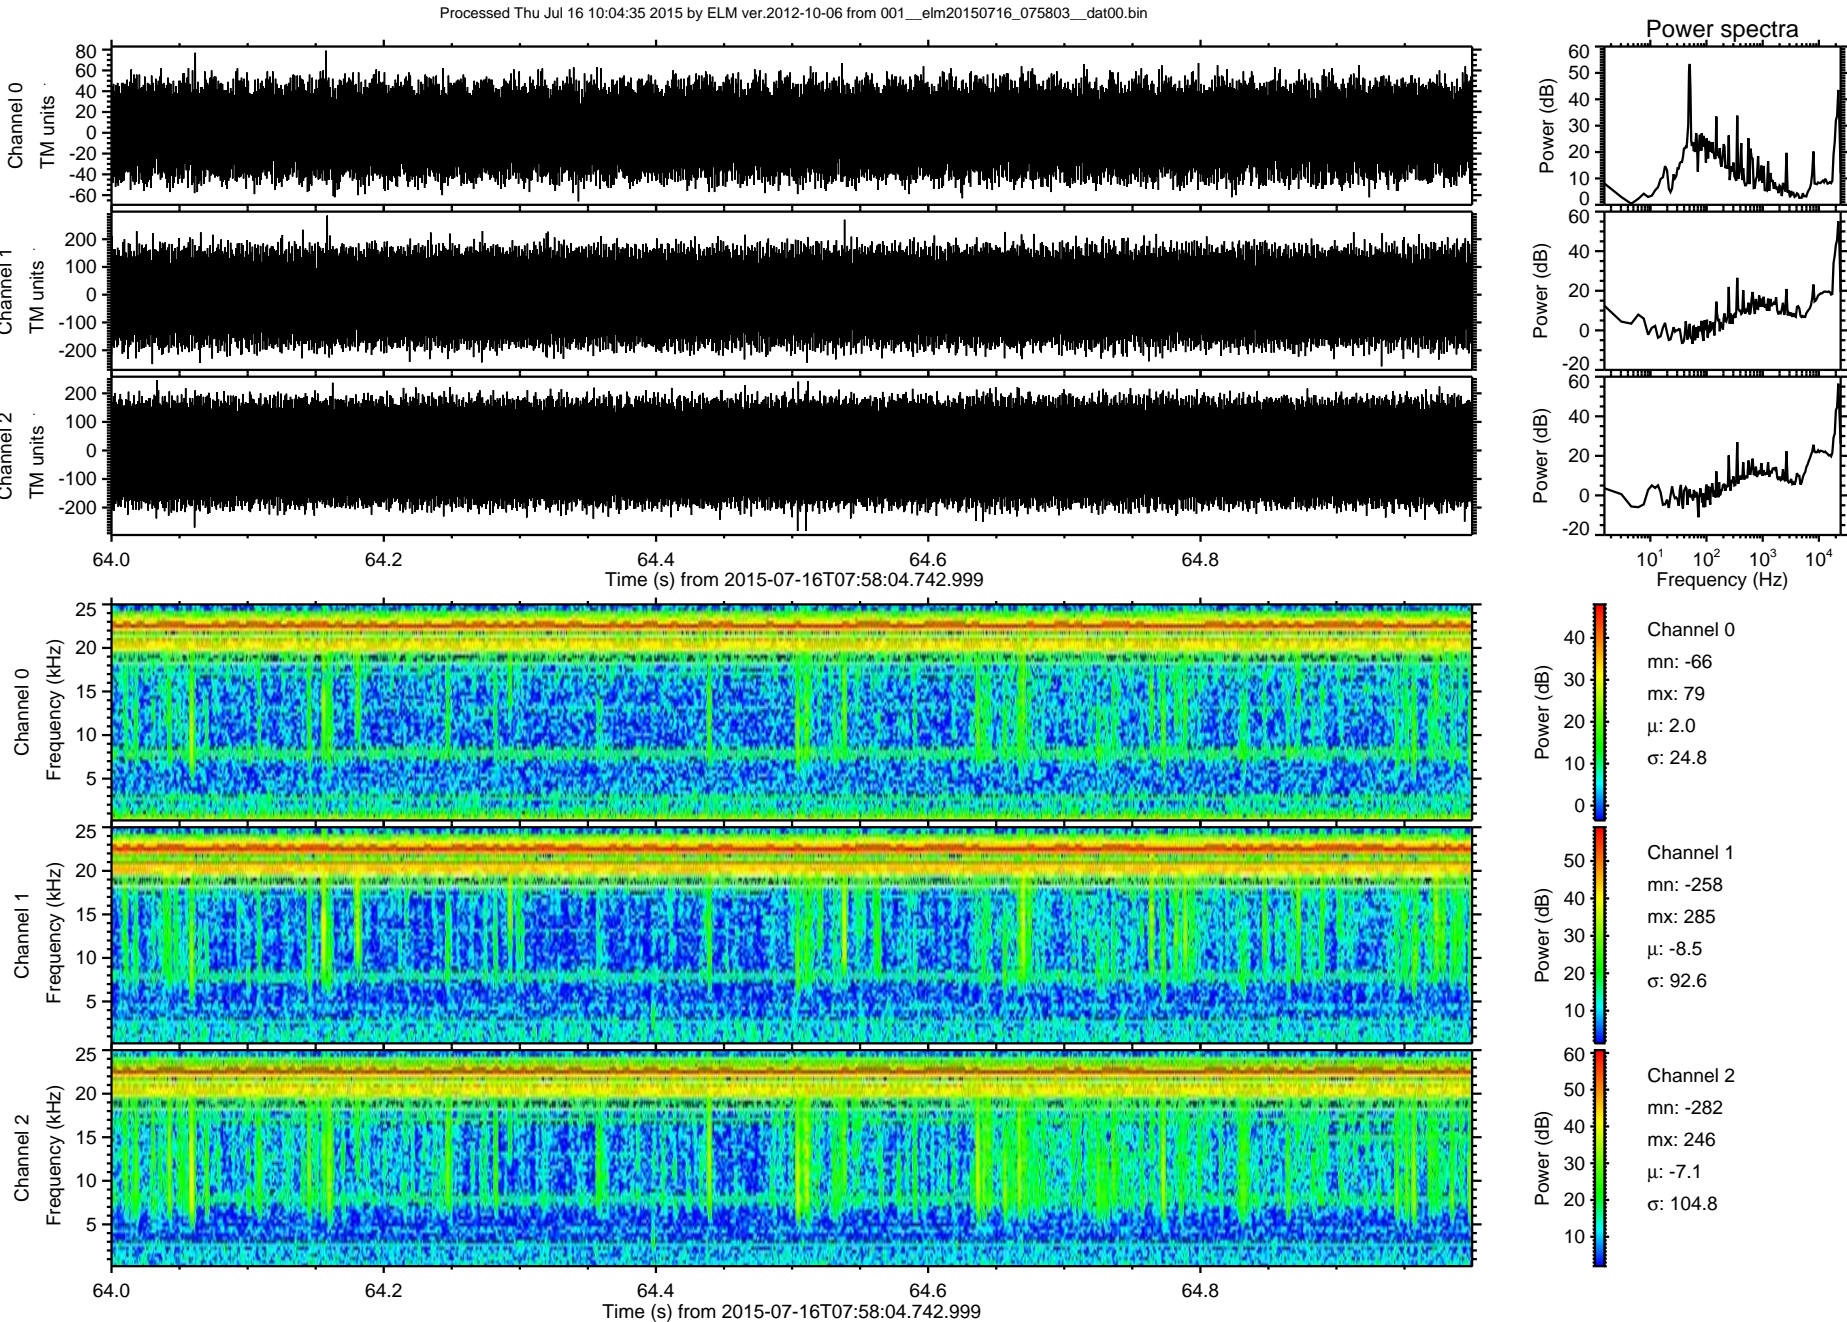 Processed Thu Jul 16 10:04:35 2015 by ELM ver.2012-10-06 from 001__elm20150716_075803__dat00.bin
Power spectra
Channel 0
TM units
80
60
40
20
0
-20
-40
-60
Power (dB)
60
50
40
30
20
10
0
Channel 1
TM units
200
100
0
-100
-200
Power (dB)
60
40
20
0
-20
Channel 2
TM units
200
100
0
-100
-200
Power (dB)
60
40
20
0
-20
64.0 64.2 64.4 64.6 64.8
Time (s) from 2015-07-16T07:58:04.742.999
10^1 10^2 10^3 10^4
Frequency (Hz)
Channel 0
Frequency (kHz)
25
20
15
10
5
Power (dB)
40
30
20
10
0
Channel 0
mn: -66
mx: 79
μ: 2.0
σ: 24.8
Channel 1
Frequency (kHz)
25
20
15
10
5
Power (dB)
50
40
30
20
10
Channel 1
mn: -258
mx: 285
μ: -8.5
σ: 92.6
Channel 2
Frequency (kHz)
25
20
15
10
5
Power (dB)
60
50
40
30
20
10
Channel 2
mn: -282
mx: 246
μ: -7.1
σ: 104.8
64.0 64.2 64.4 64.6 64.8
Time (s) from 2015-07-16T07:58:04.742.999